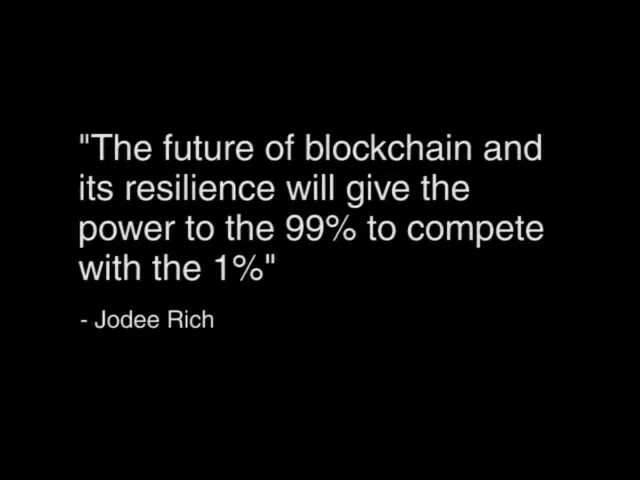 "The future of blockchain and
its resilience will give the
power to the 99% to compete
with the 1%"
- Jodee Rich